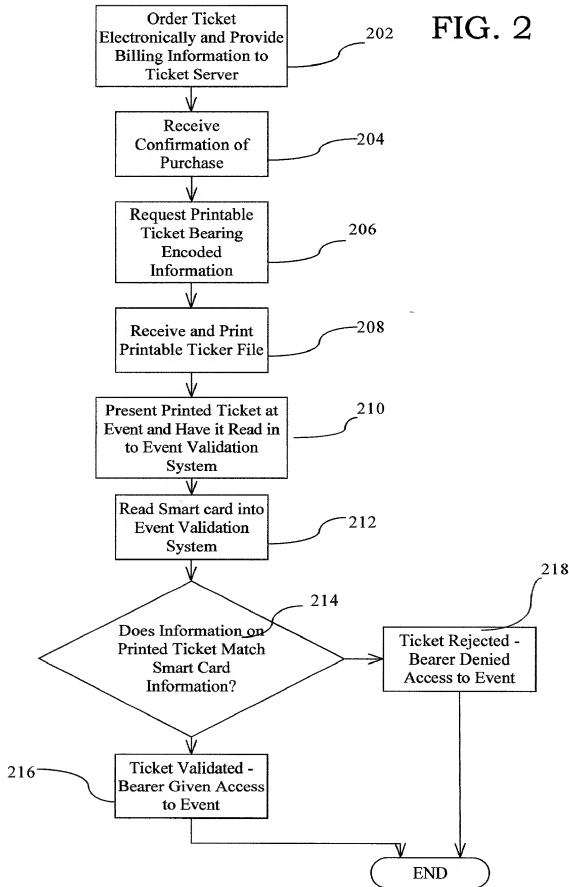 FIG. 2
Order Ticket
Electronically and Provide
Billing Information to
Ticket Server
202
Receive
Confirmation of
Purchase
204
Request Printable
Ticket Bearing
Encoded
Information
206
Receive and Print
Printable Ticker File
208
Present Printed Ticket at
Event and Have it Read in
to Event Validation
System
210
Read Smart card into
Event Validation
System
212
Does Information on
Printed Ticket Match
Smart Card
Information?
214
Ticket Rejected -
Bearer Denied
Access to Event
218
Ticket Validated -
Bearer Given Access
to Event
216
END